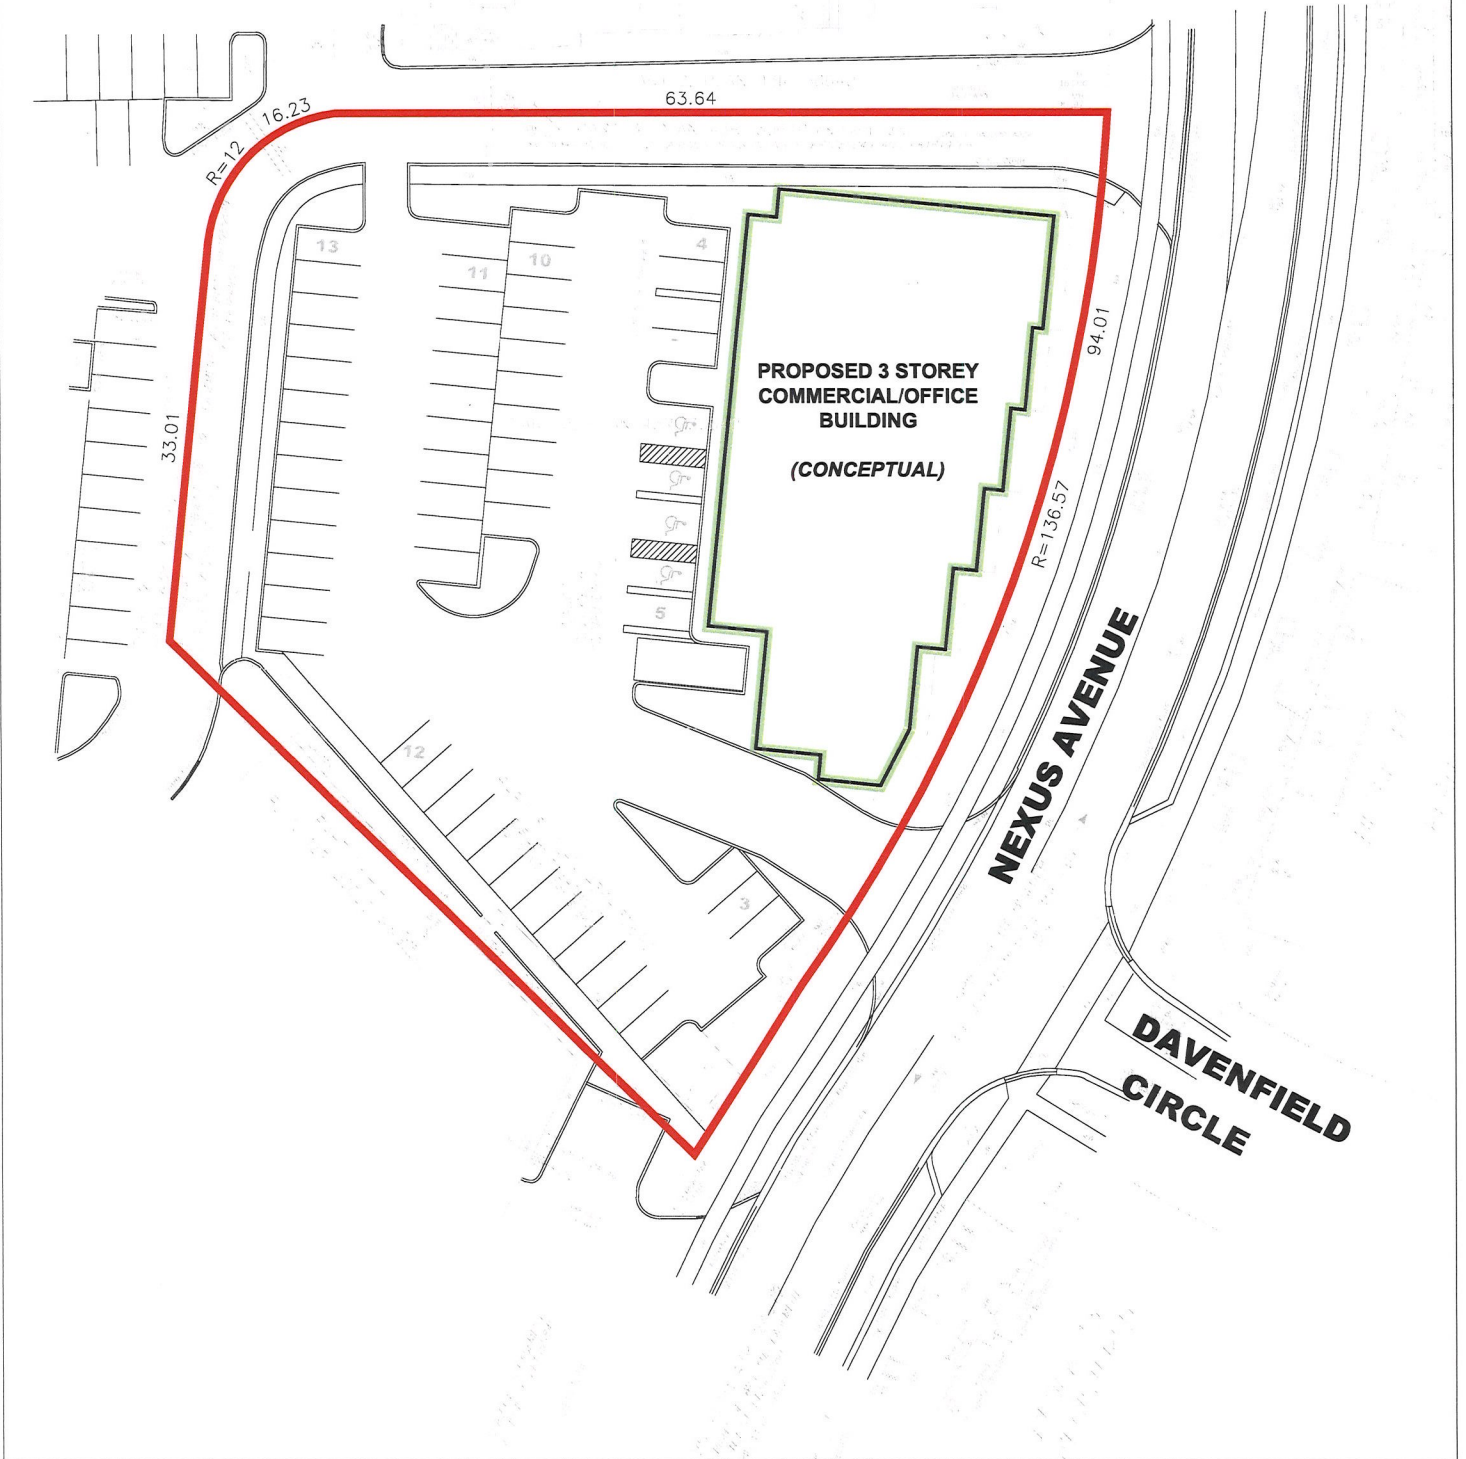 63.64
16.23
R=12
13
11
10
4
94.01
PROPOSED 3 STOREY
COMMERCIAL/OFFICE
BUILDING
(CONCEPTUAL)
33.01
R=136.57
5
NEXUS AVENUE
12
3
DAVENFIELD
CIRCLE